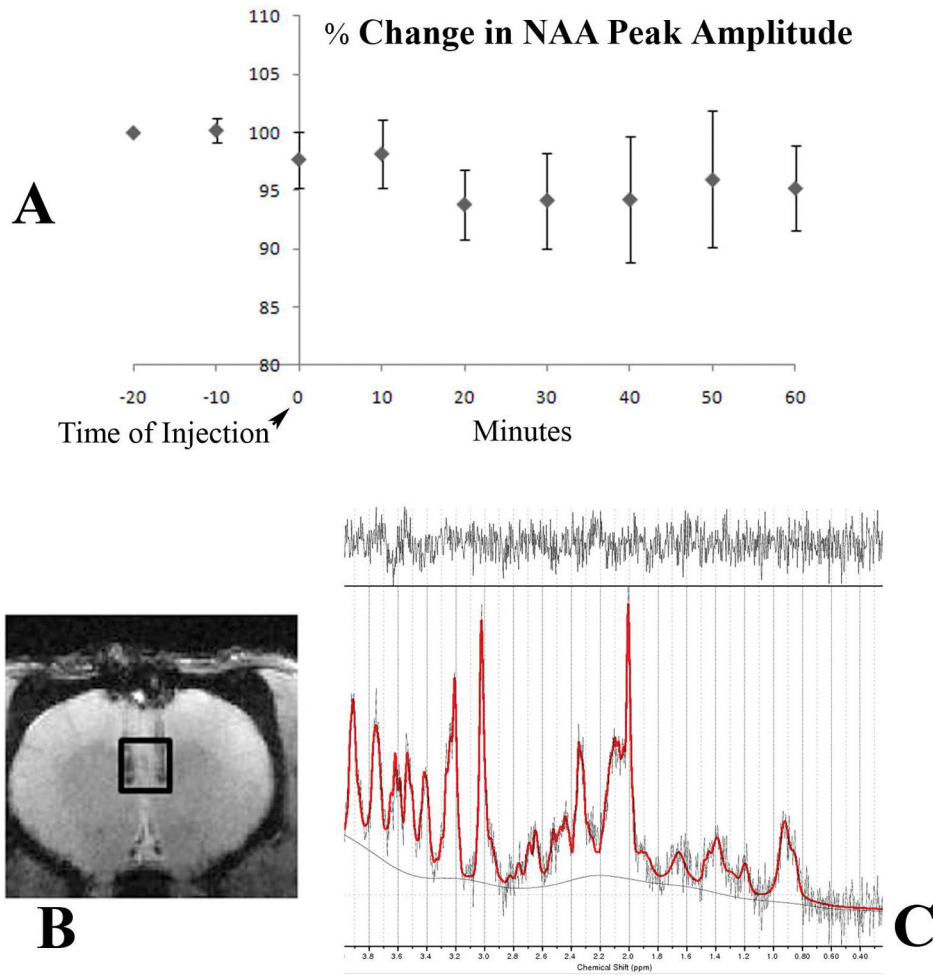 % Change in NAA Peak Amplitude
110
105
100
95
90
85
80
-20 -10 0 10 20 30 40 50 60
Time of Injection Minutes
A
B
C
3.8 3.6 3.4 3.2 3.0 2.8 2.6 2.4 2.2 2.0 1.8 1.6 1.4 1.2 1.0 0.80 0.60 0.40
Chemical Shift (ppm)